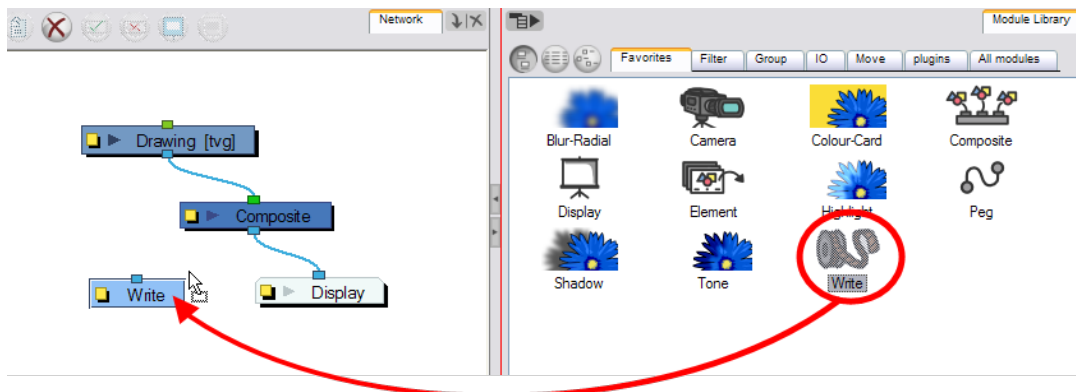 Network
Module Library
Favorites Filter Group IO Move plugins All modules
Drawing [tvg]
Composite
Write
Display
Blur-Radial Camera Colour-Card Composite
Display Element Highlight Peg
Shadow Tone Write